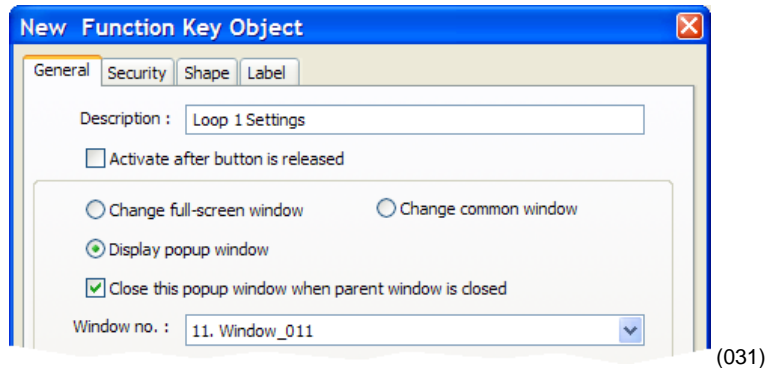 New Function Key Object
General Security Shape Label
Description : Loop 1 Settings
Activate after button is released
Change full-screen window Change common window
Display popup window
Close this popup window when parent window is closed
Window no. : 11. Window_011
(031)